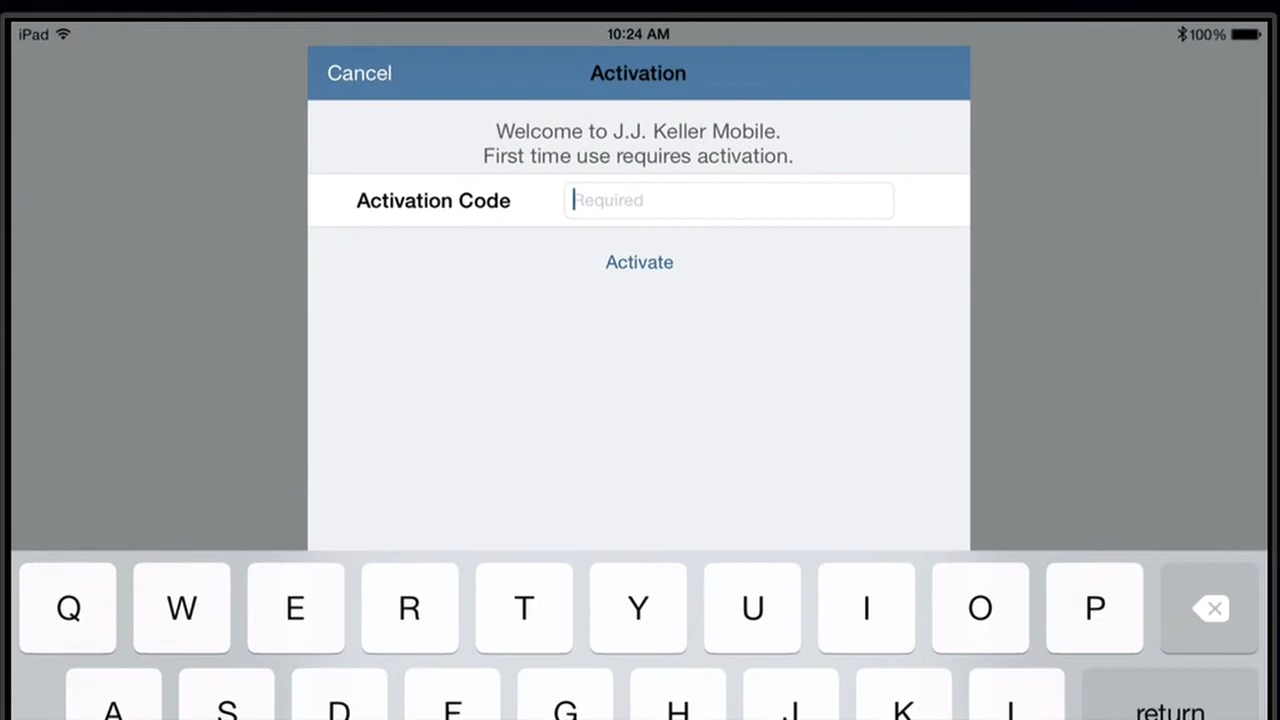 iPad
10:24 AM
100%
Cancel
Activation
Welcome to J.J. Keller Mobile.
First time use requires activation.
Activation Code
Required
Activate
Q W E R T Y U I O P
A S D F G H J K L
return